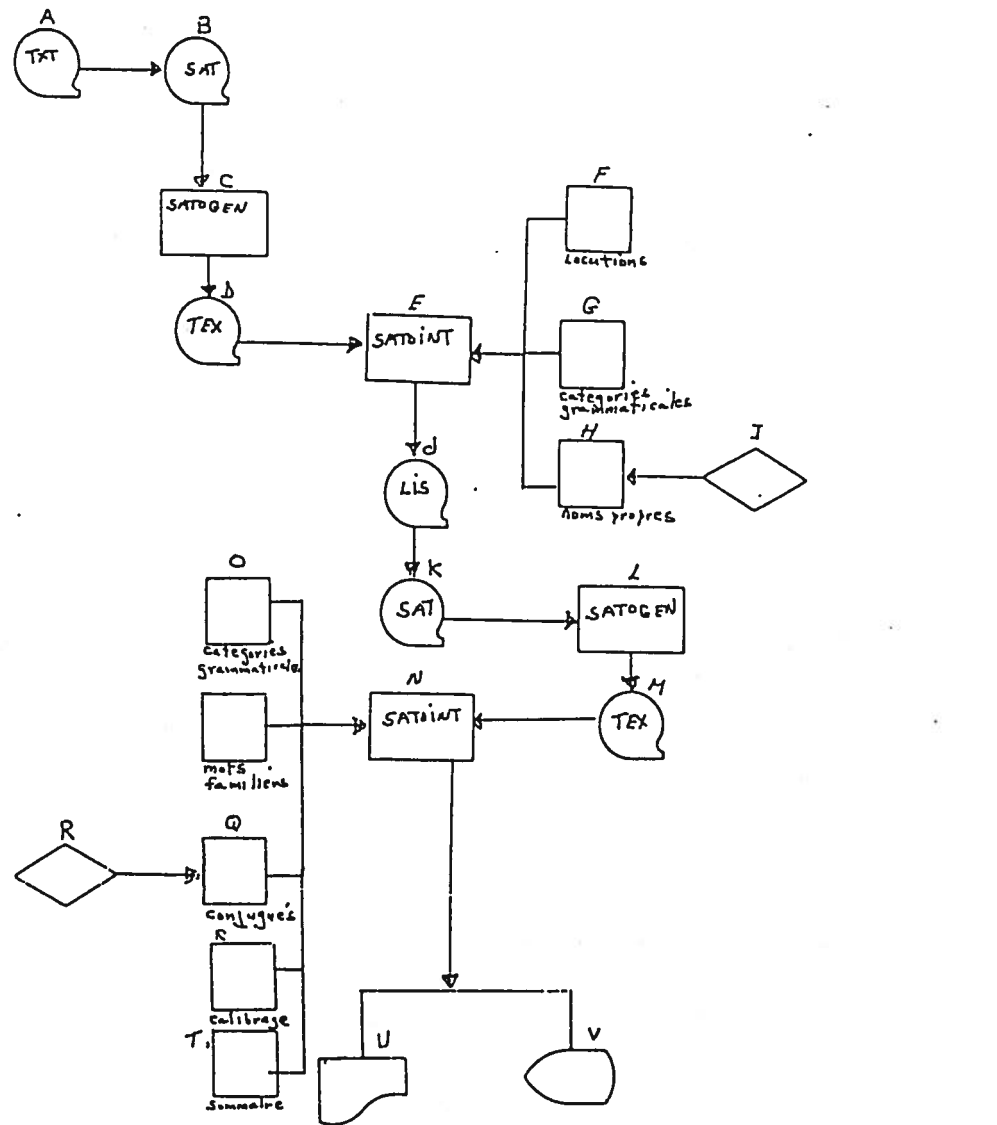 A
B
TXT
SAT
C
SATOGEN
F
Locutions
D
TEX
E
SATOINT
G
categories
grammaticales
H
noms propres
I
J
LIS
K
SAT
L
SATOGEN
O
categories
grammaticales
N
SATOINT
M
TEX
mots
familiers
R
Q
conjugués
R
calibrage
T.
sommaire
U
V